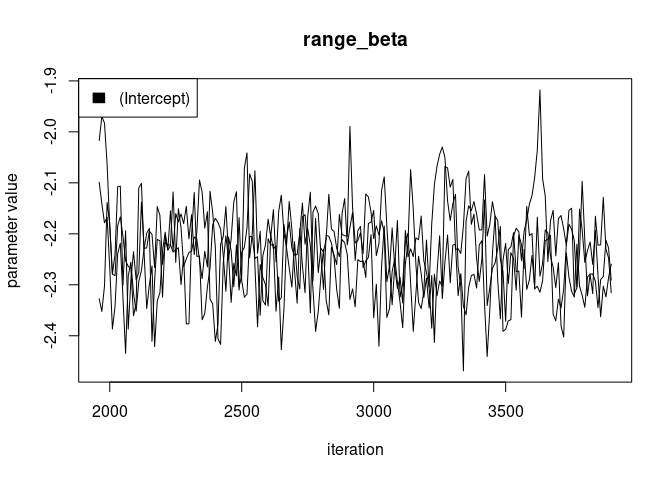 range_beta
(Intercept)
-1.9
-2.0
-2.1
-2.2
-2.3
-2.4
parameter value
2000 2500 3000 3500
iteration